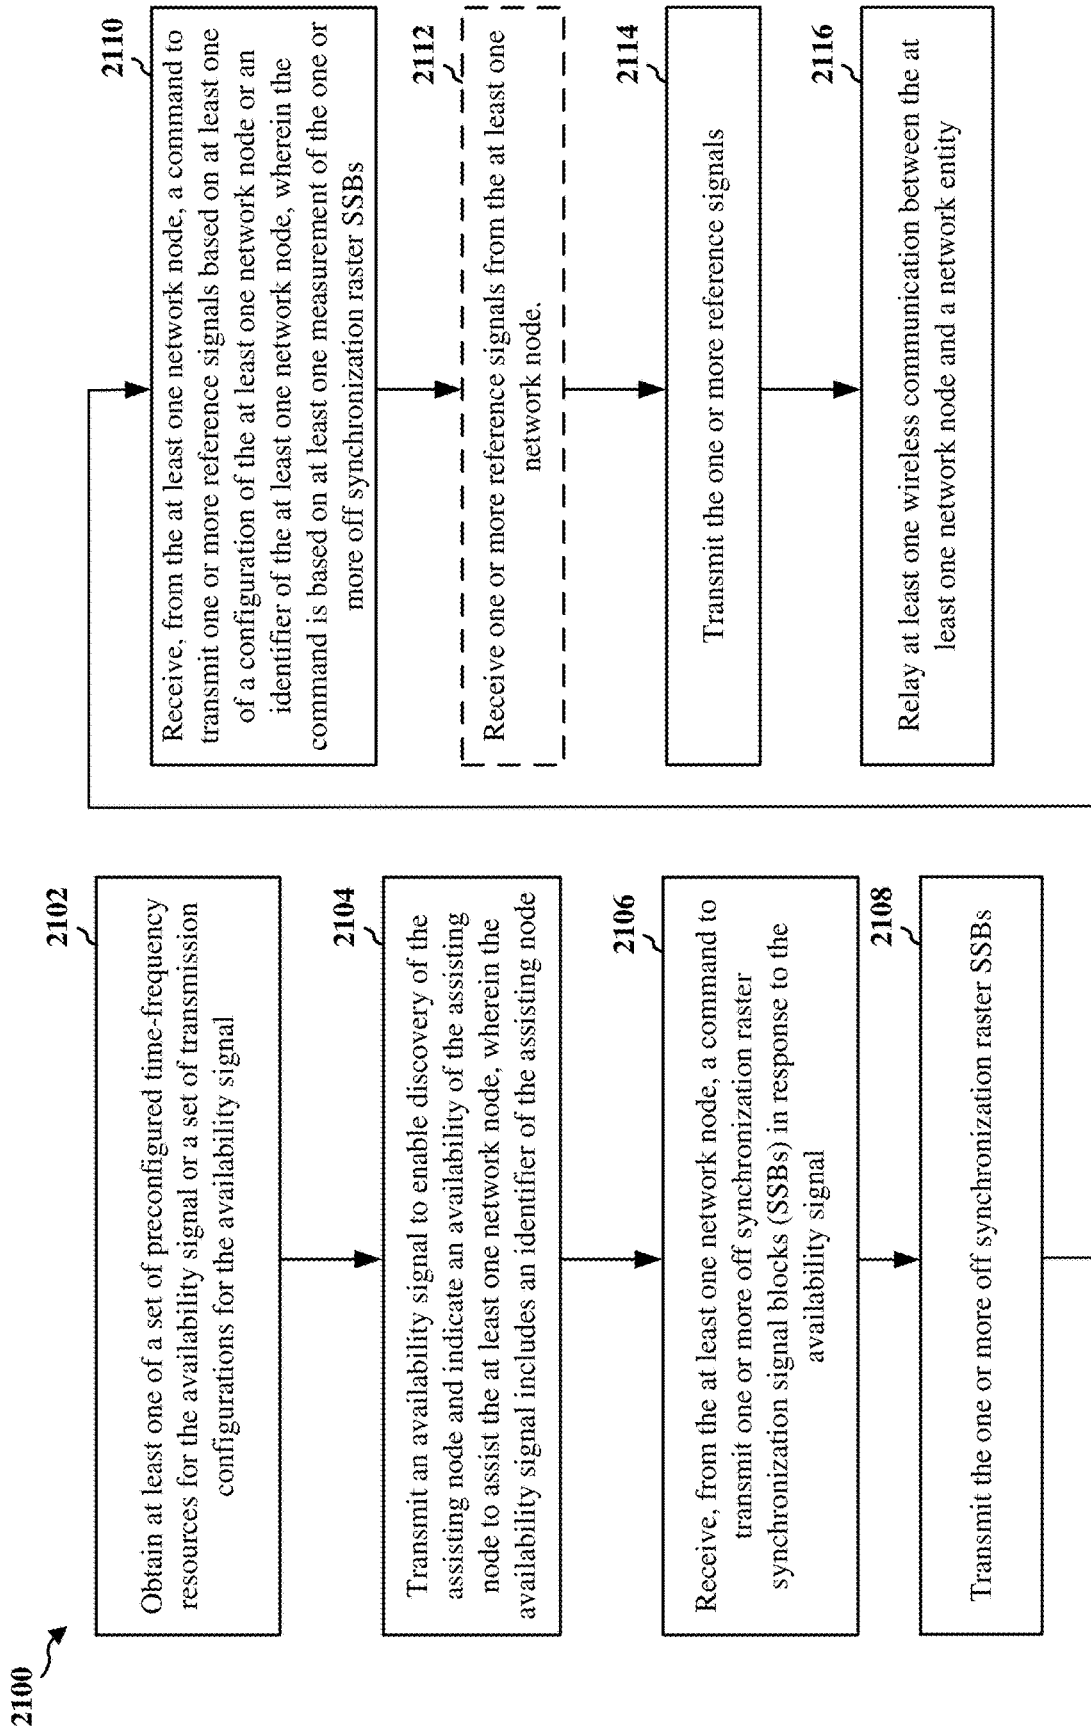 2100
2102
Obtain at least one of a set of preconfigured time-frequency
resources for the availability signal or a set of transmission
configurations for the availability signal
2104
Transmit an availability signal to enable discovery of the
assisting node and indicate an availability of the assisting
node to assist the at least one network node, wherein the
availability signal includes an identifier of the assisting node
2106
Receive, from the at least one network node, a command to
transmit one or more off synchronization raster
synchronization signal blocks (SSBs) in response to the
availability signal
2108
Transmit the one or more off synchronization raster SSBs
2110
Receive, from the at least one network node, a command to
transmit one or more reference signals based on at least one
of a configuration of the at least one network node or an
identifier of the at least one network node, wherein the
command is based on at least one measurement of the one or
more off synchronization raster SSBs
2112
Receive one or more reference signals from the at least one
network node.
2114
Transmit the one or more reference signals
2116
Relay at least one wireless communication between the at
least one network node and a network entity